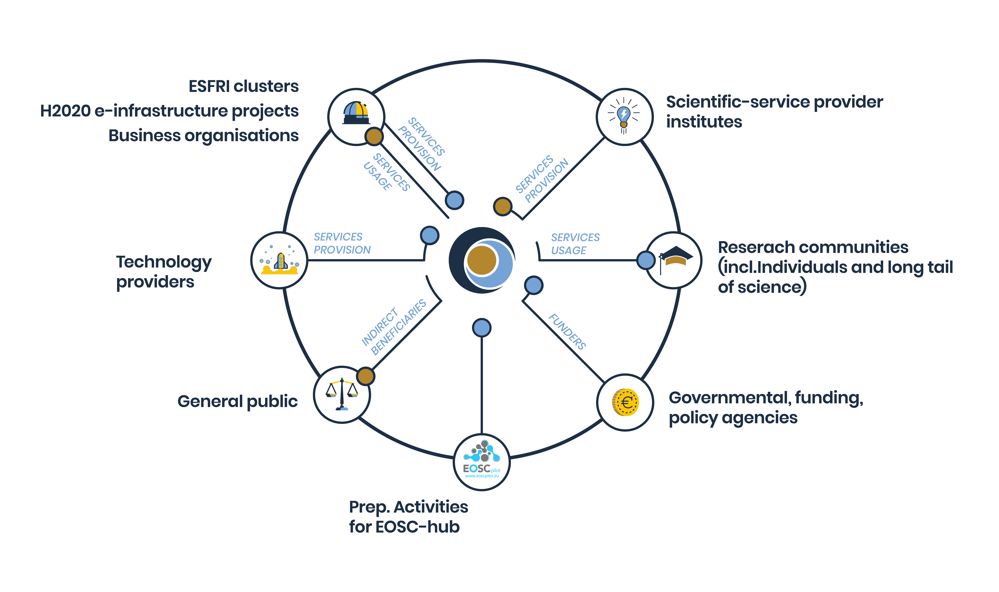 ESFRI clusters
H2020 e-infrastructure projects
Business organisations
SERVICES
PROVISION
SERVICES
USAGE
Scientific-service provider
institutes
SERVICES
PROVISION
Technology
providers
SERVICES
PROVISION
SERVICES
USAGE
Reserach communities
(incl.Individuals and long tail
of science)
General public
INDIRECT
BENEFICIARIES
FUNDERS
Governmental, funding,
policy agencies
EOSCpilot
www.eoscpilot.eu
Prep. Activities
for EOSC-hub